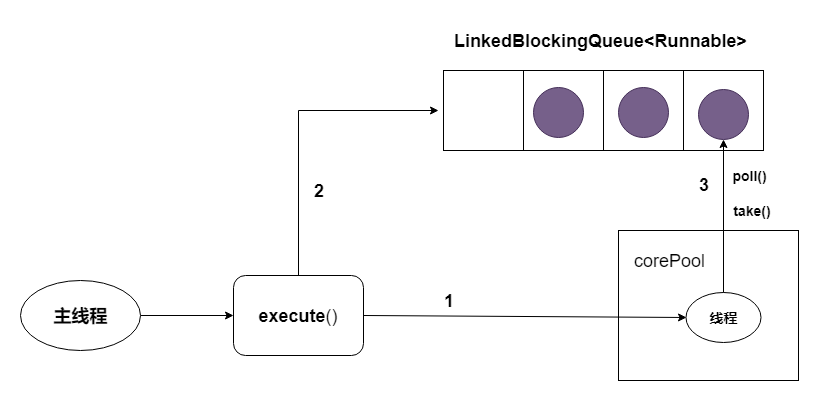 LinkedBlockingQueue<Runnable>
2
3
poll()
take()
corePool
主线程
execute()
1
线程